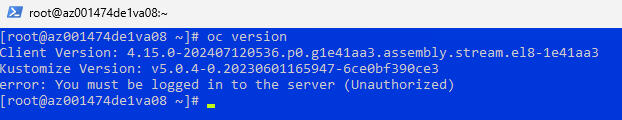 root@az001474de1va08:~
[root@az001474de1va08 ~]# oc version
Client Version: 4.15.0-202407120536.p0.g1e41aa3.assembly.stream.el8-1e41aa3
Kustomize Version: v5.0.4-0.20230601165947-6ce0bf390ce3
error: You must be logged in to the server (Unauthorized)
[root@az001474de1va08 ~]#